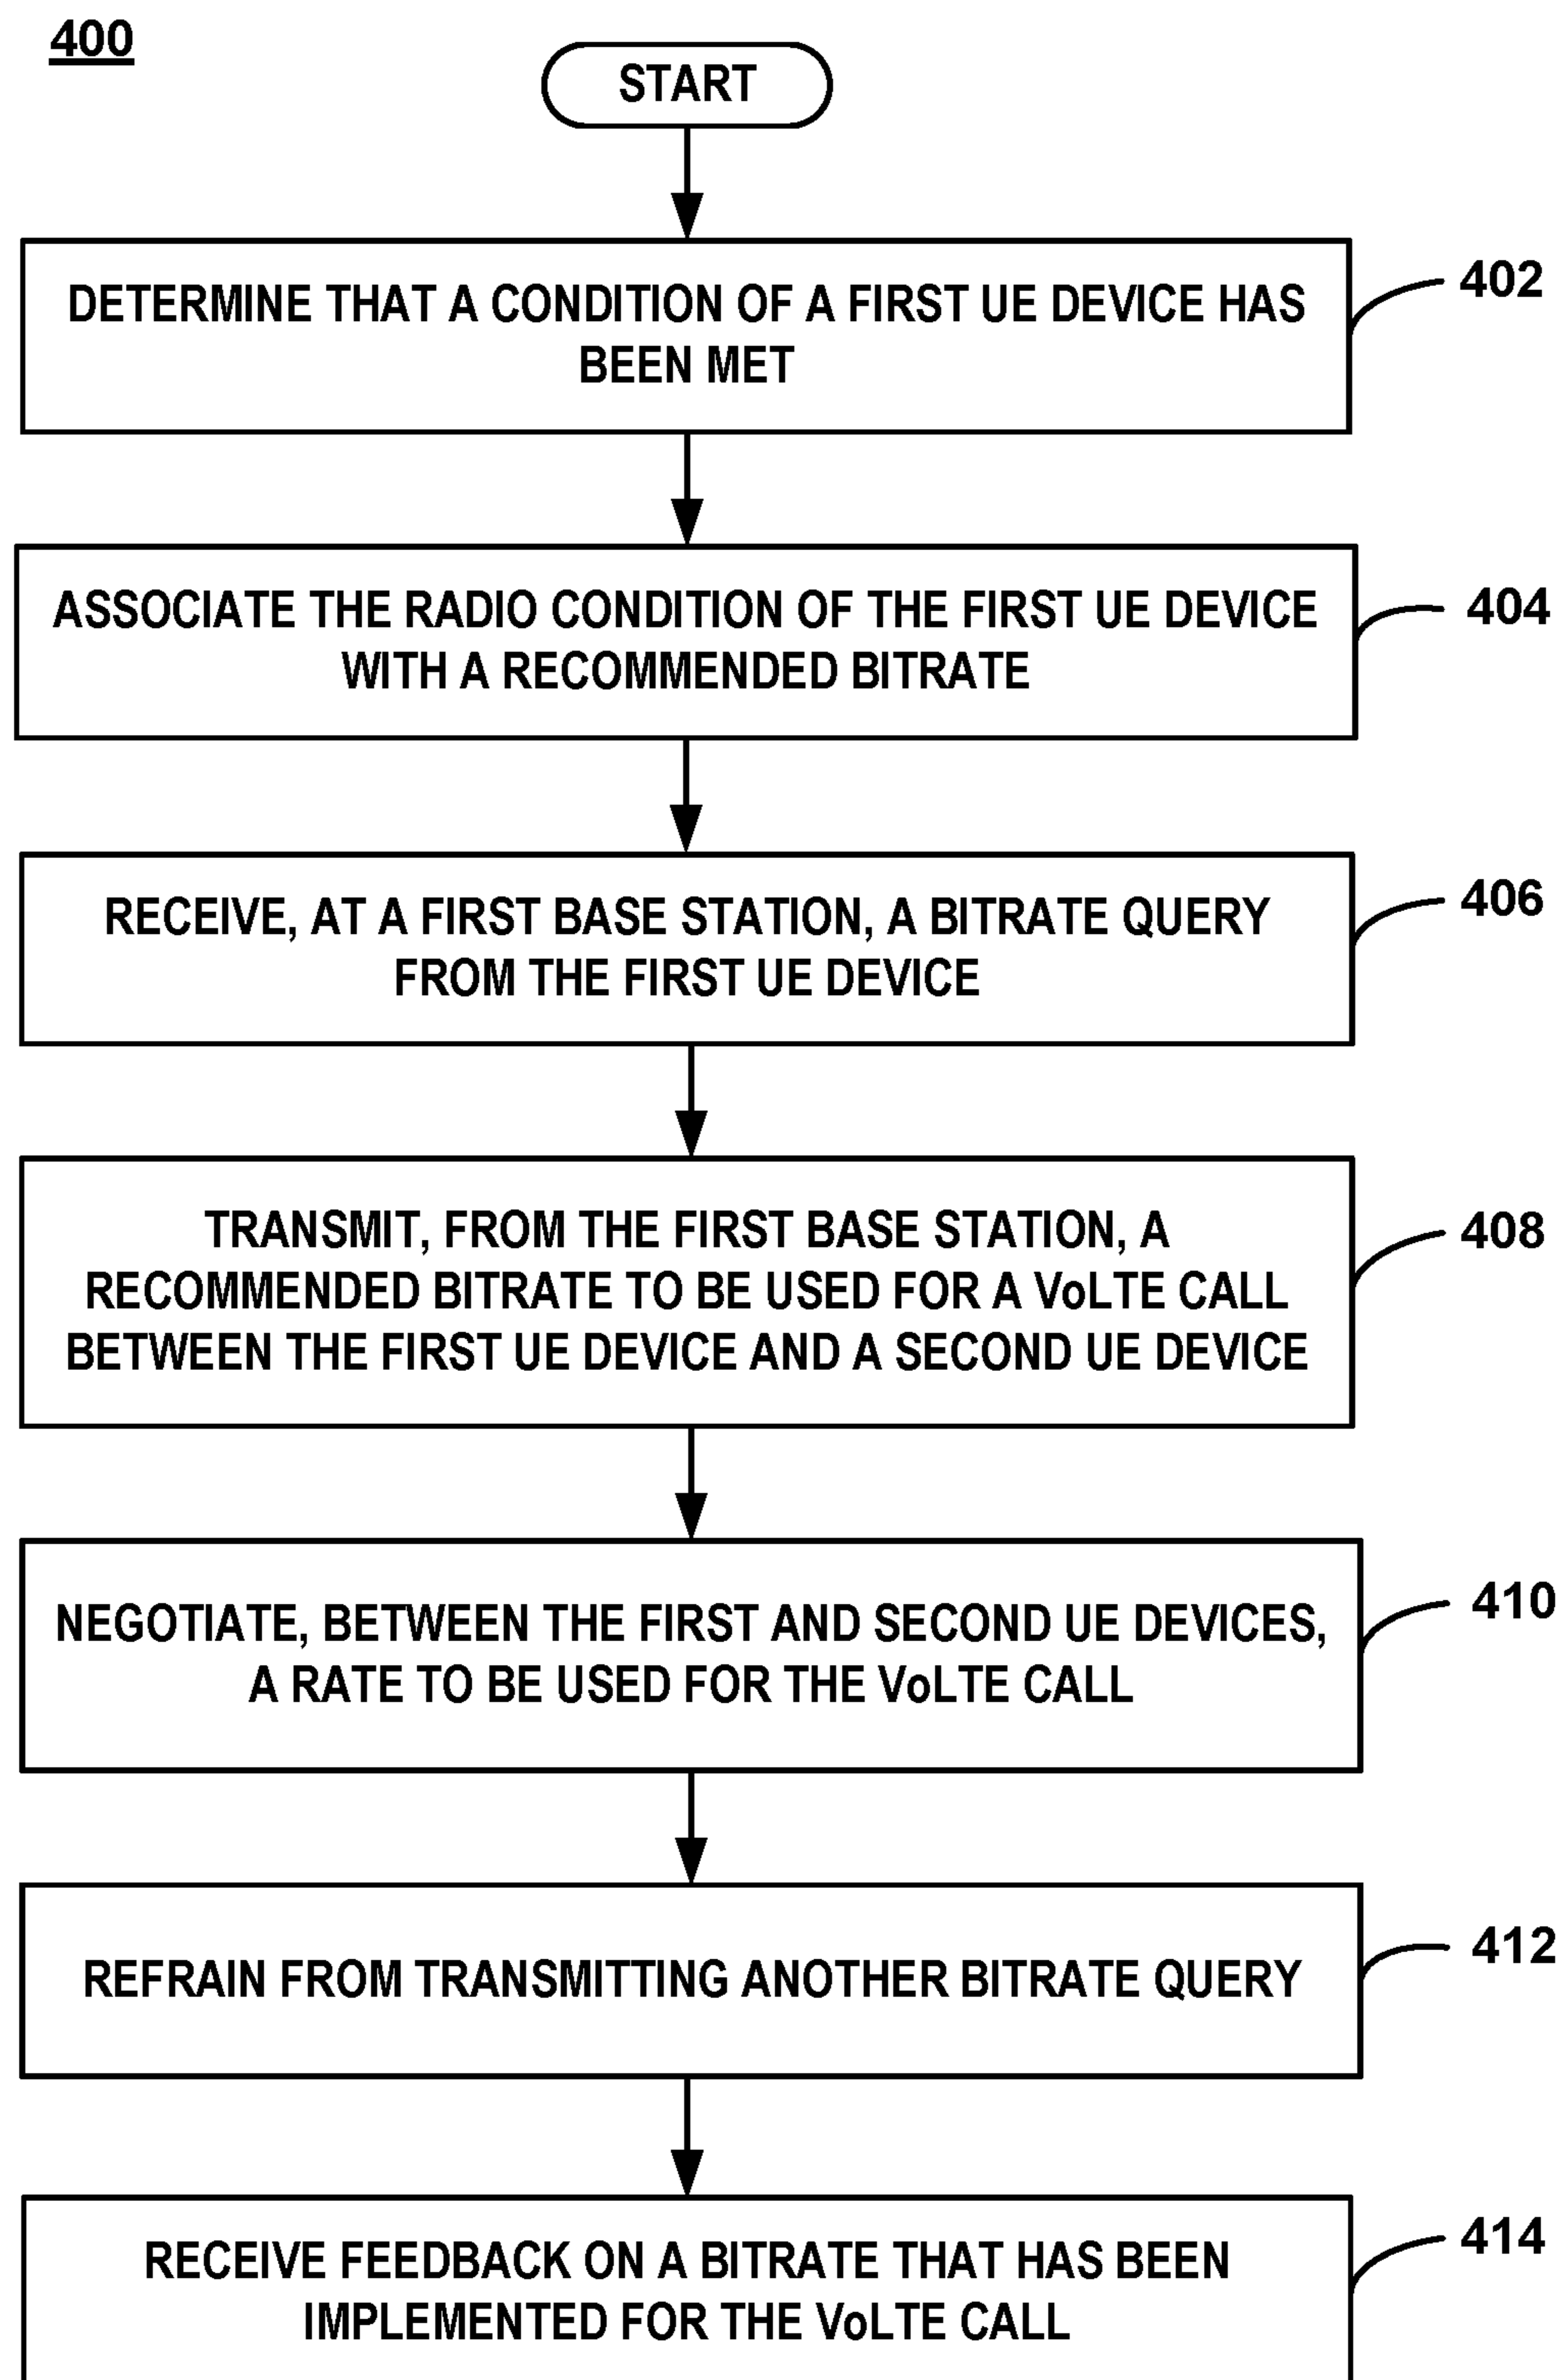 400
START
DETERMINE THAT A CONDITION OF A FIRST UE DEVICE HAS
BEEN MET
402
ASSOCIATE THE RADIO CONDITION OF THE FIRST UE DEVICE
WITH A RECOMMENDED BITRATE
404
RECEIVE, AT A FIRST BASE STATION, A BITRATE QUERY
FROM THE FIRST UE DEVICE
406
TRANSMIT, FROM THE FIRST BASE STATION, A
RECOMMENDED BITRATE TO BE USED FOR A VoLTE CALL
BETWEEN THE FIRST UE DEVICE AND A SECOND UE DEVICE
408
NEGOTIATE, BETWEEN THE FIRST AND SECOND UE DEVICES,
A RATE TO BE USED FOR THE VoLTE CALL
410
REFRAIN FROM TRANSMITTING ANOTHER BITRATE QUERY
412
RECEIVE FEEDBACK ON A BITRATE THAT HAS BEEN
IMPLEMENTED FOR THE VoLTE CALL
414